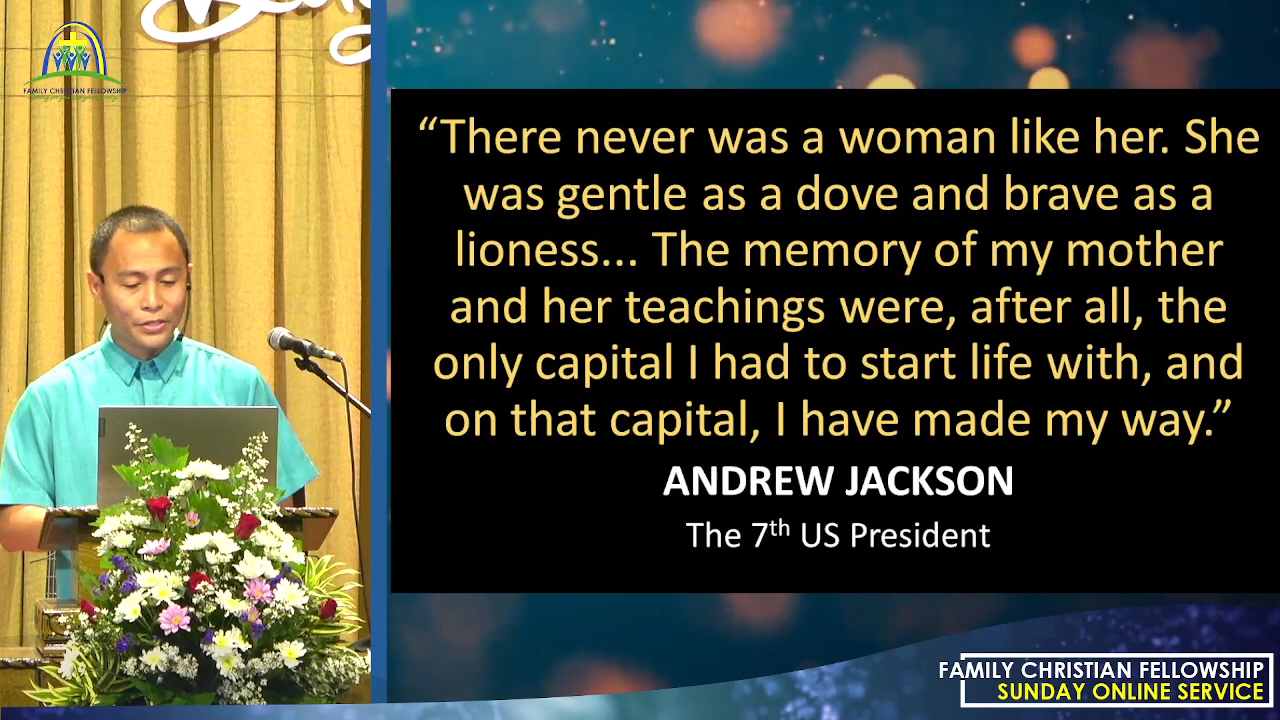 FAMILY CHRISTIAN FELLOWSHIP
“There never was a woman like her. She
was gentle as a dove and brave as a
lioness... The memory of my mother
and her teachings were, after all, the
only capital I had to start life with, and
on that capital, I have made my way.”
ANDREW JACKSON
The 7th US President
FAMILY CHRISTIAN FELLOWSHIP
SUNDAY ONLINE SERVICE